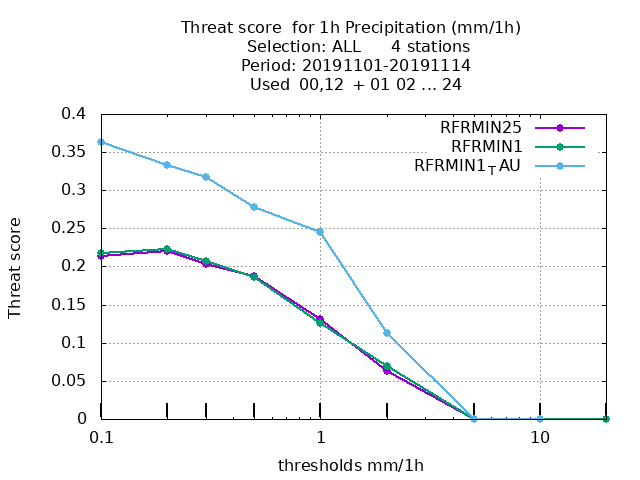 Threat score  for 1h Precipitation (mm/1h)
Selection: ALL      4 stations
Period: 20191101-20191114
Used  00,12  + 01 02 ... 24
RFRMIN25
RFRMIN1
RFRMIN1TAU
0.4
0.35
0.3
0.25
0.2
0.15
0.1
0.05
0
Threat score
0.1 1 10
thresholds mm/1h